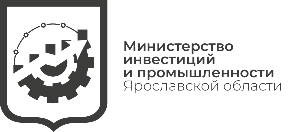 Министерство
инвестиций
и промышленности
Ярославской области